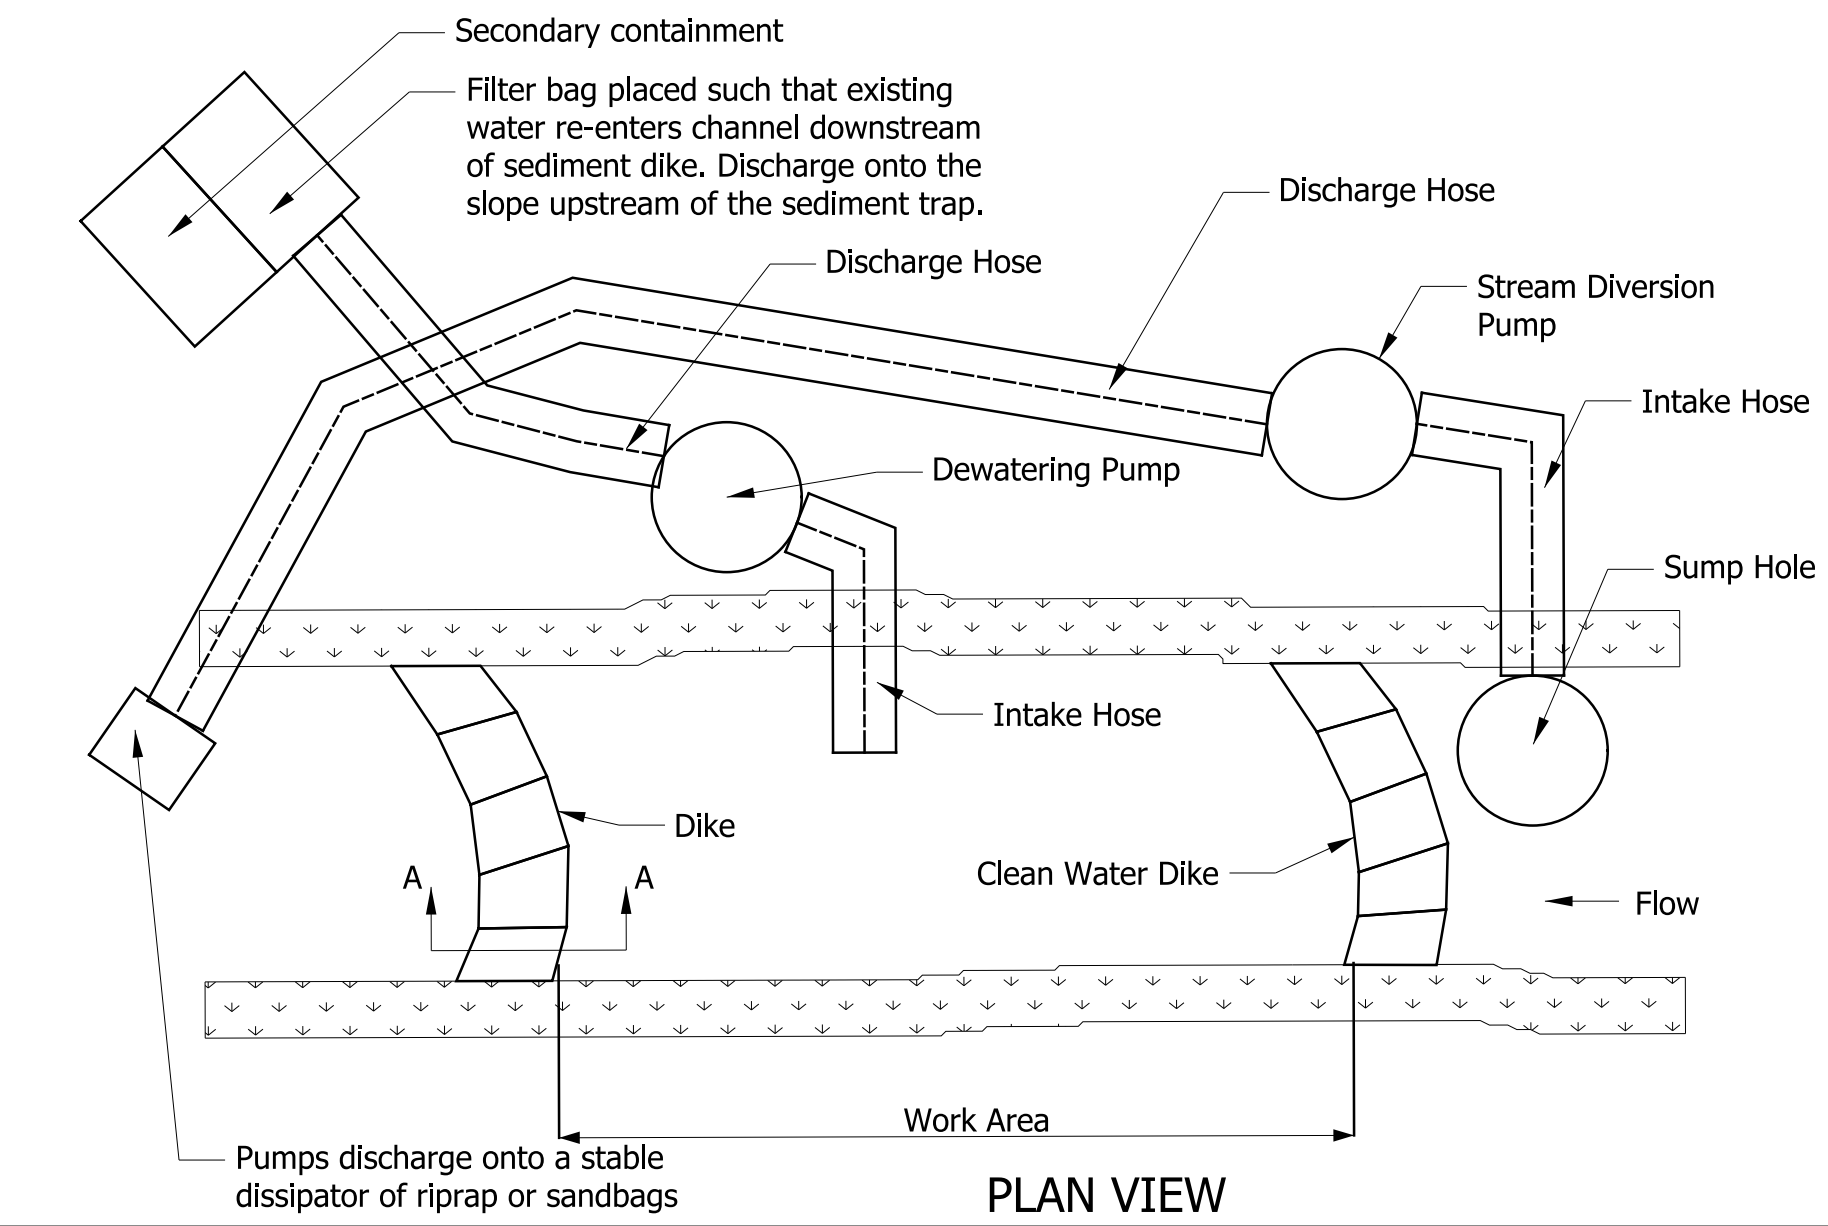 Secondary containment
Filter bag placed such that existing
water re-enters channel downstream
of sediment dike. Discharge onto the
slope upstream of the sediment trap.
Discharge Hose
Discharge Hose
Stream Diversion
Pump
Intake Hose
Dewatering Pump
Sump Hole
Intake Hose
Dike
Clean Water Dike
A
A
Flow
Work Area
Pumps discharge onto a stable
dissipator of riprap or sandbags
PLAN VIEW